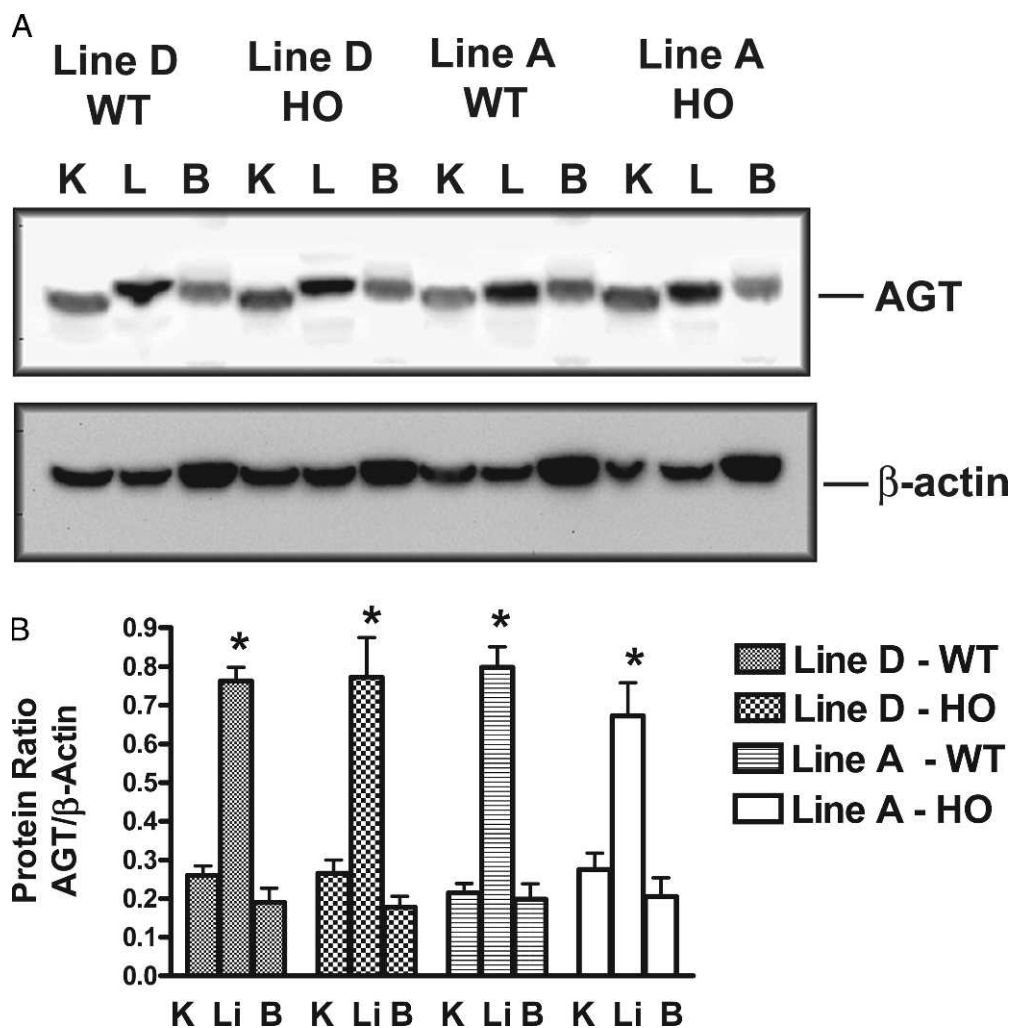 A
Line D Line D Line A Line A
WT HO WT HO
K L B K L B K L B K L B
AGT
β-actin
B
Protein Ratio
AGT/β-Actin
0.9
0.8
0.7
0.6
0.5
0.4
0.3
0.2
0.1
0.0
* * * *
K Li B K Li B K Li B K Li B
Line D - WT
Line D - HO
Line A - WT
Line A - HO